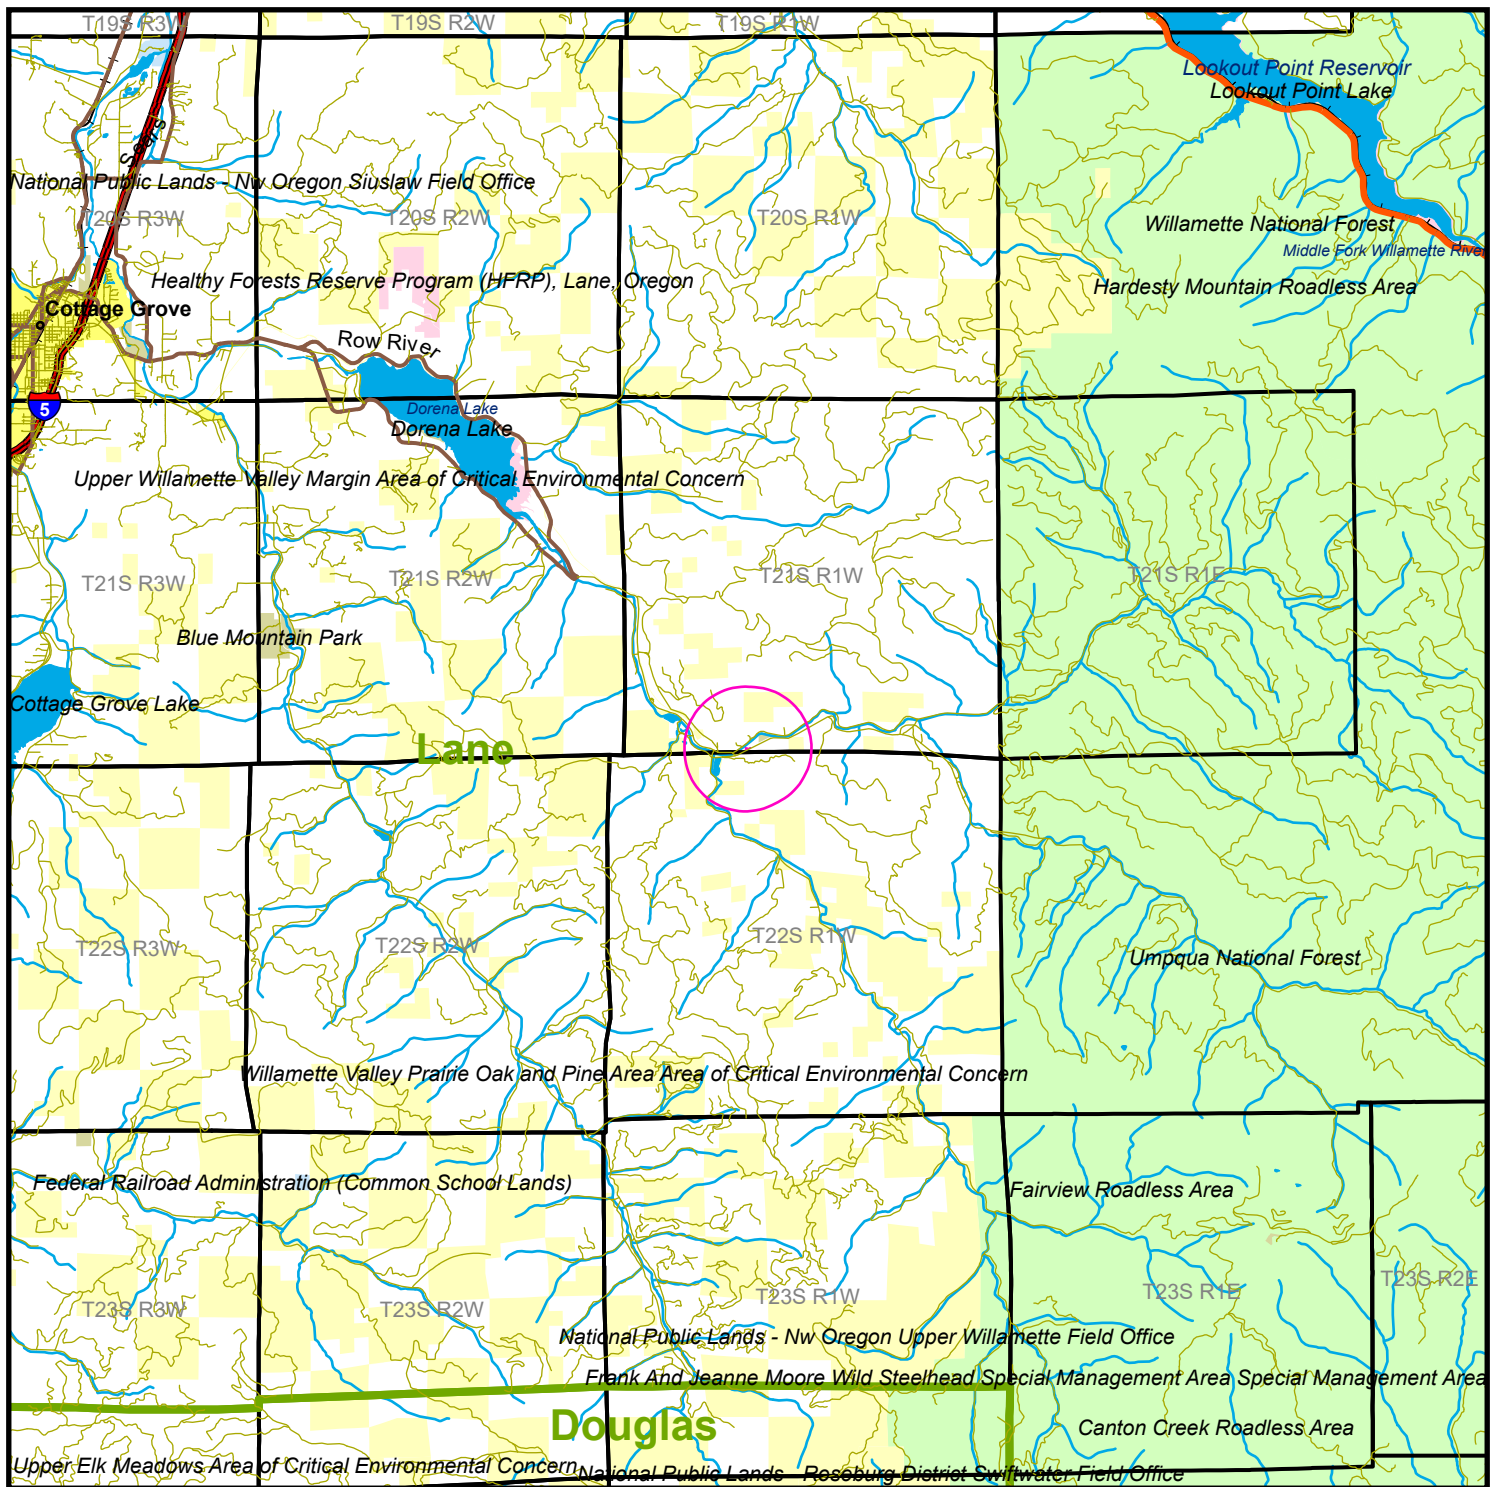 T19S R3W
T19S R2W
T19S R1W
Lookout Point Reservoir
Lookout Point Lake
Sears
National Public Lands - Nw Oregon Siuslaw Field Office
T20S R3W
T20S R2W
T20S R1W
Willamette National Forest
Middle Fork Willamette River
Healthy Forests Reserve Program (HFRP), Lane, Oregon
Hardesty Mountain Roadless Area
Cottage Grove
Row River
5
Dorena Lake
Dorena Lake
Upper Willamette Valley Margin Area of Critical Environmental Concern
T21S R3W
T21S R2W
T21S R1W
T21S R1E
Blue Mountain Park
Cottage Grove Lake
Lane
T22S R3W
T22S R2W
T22S R1W
Umpqua National Forest
Willamette Valley Prairie Oak and Pine Area Area of Critical Environmental Concern
Federal Railroad Administration (Common School Lands)
Fairview Roadless Area
T23S R3W
T23S R2W
T23S R1W
T23S R1E
T23S R2E
National Public Lands - Nw Oregon Upper Willamette Field Office
Frank And Jeanne Moore Wild Steelhead Special Management Area Special Management Area
Douglas
Canton Creek Roadless Area
Upper Elk Meadows Area of Critical Environmental Concern
National Public Lands - Roseburg District Swiftwater Field Office